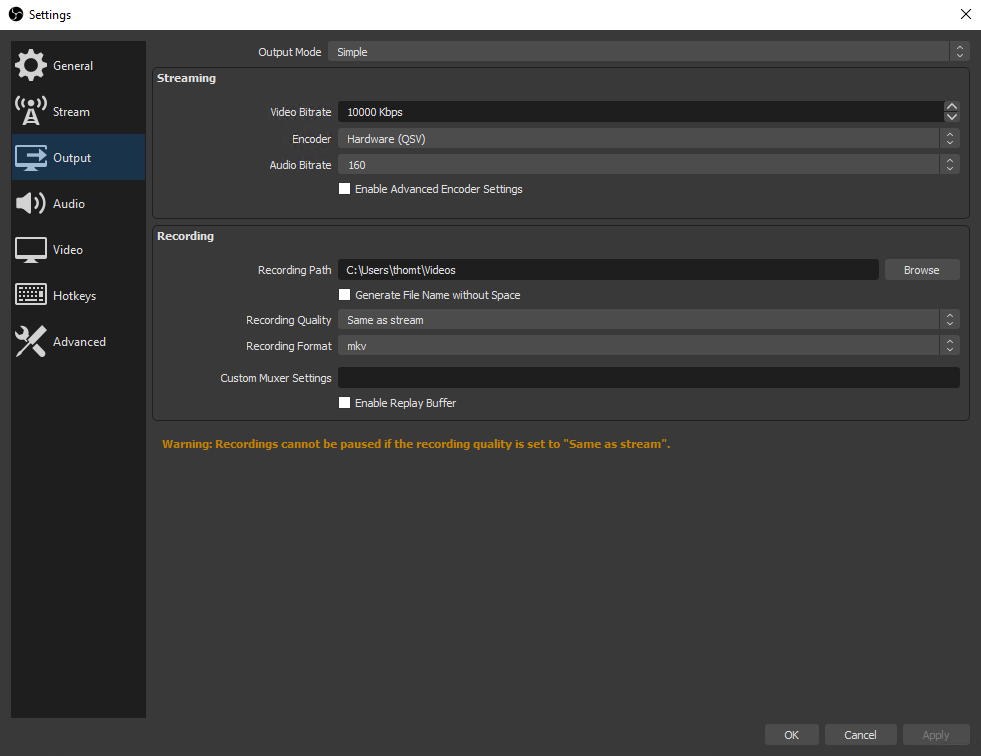 Settings
General
Stream
Output
Audio
Video
Hotkeys
Advanced
Output Mode Simple
Streaming
Video Bitrate 10000 Kbps
Encoder Hardware (QSV)
Audio Bitrate 160
Enable Advanced Encoder Settings
Recording
Recording Path C:\Users\thomt\Videos Browse
Generate File Name without Space
Recording Quality Same as stream
Recording Format mkv
Custom Muxer Settings
Enable Replay Buffer
Warning: Recordings cannot be paused if the recording quality is set to "Same as stream".
OK Cancel Apply